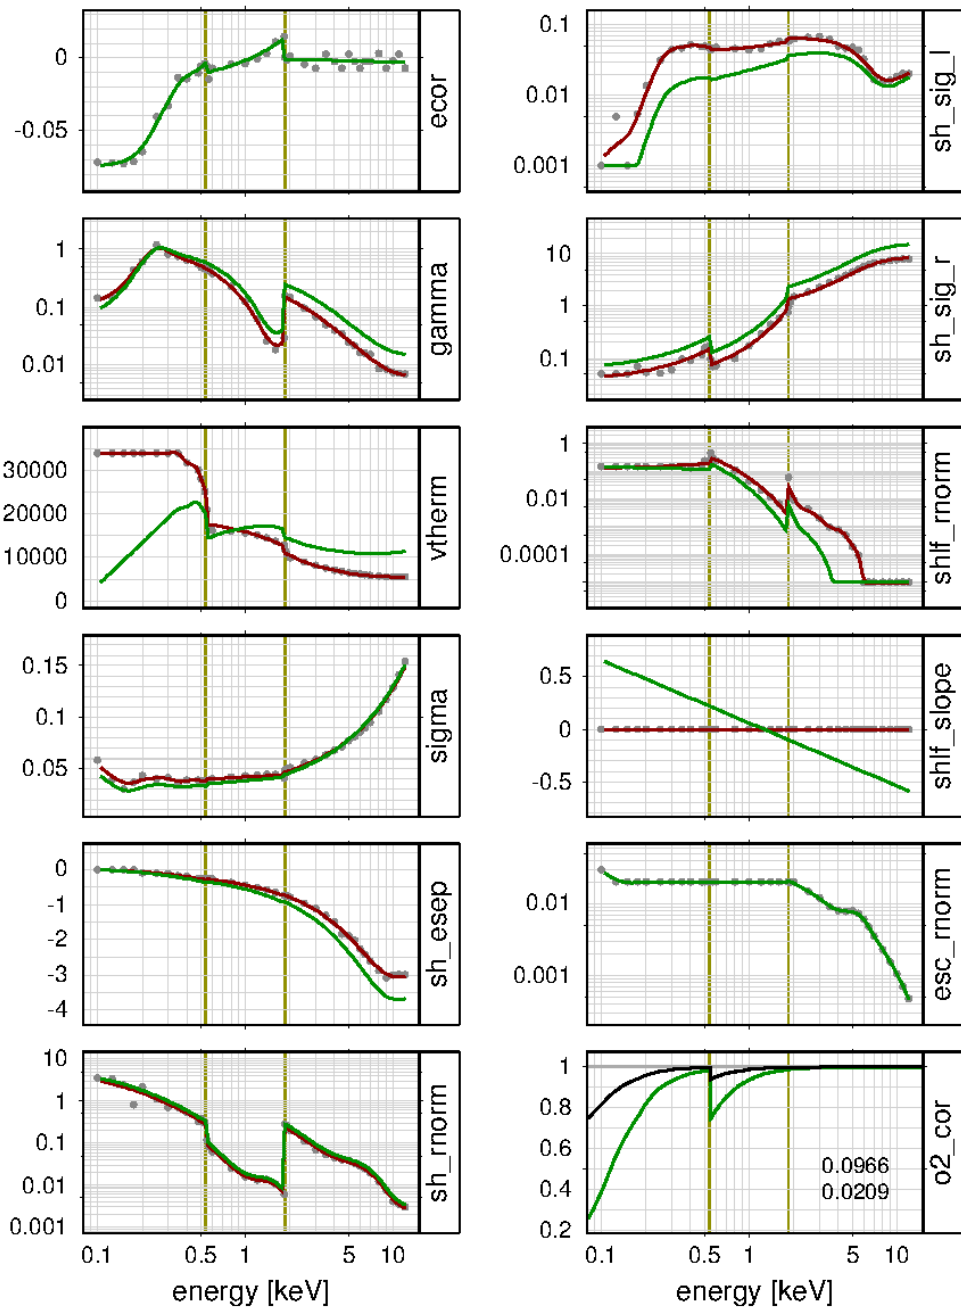 0
-0.05
ecor
0.1
0.01
0.001
sh_sig_l
1
0.1
0.01
gamma
10
1
0.1
sh_sig_r
30000
20000
10000
0
vtherm
1
0.01
0.0001
shlf_rnorm
0.15
0.1
0.05
sigma
0.5
0
-0.5
shlf_slope
0
-1
-2
-3
-4
sh_esep
0.01
0.001
esc_rnorm
10
1
0.1
0.01
0.001
sh_rnorm
0.1 0.5 1 5 10
energy [keV]
1
0.8
0.6
0.4
0.2
0.0966
0.0209
o2_cor
0.1 0.5 1 5 10
energy [keV]